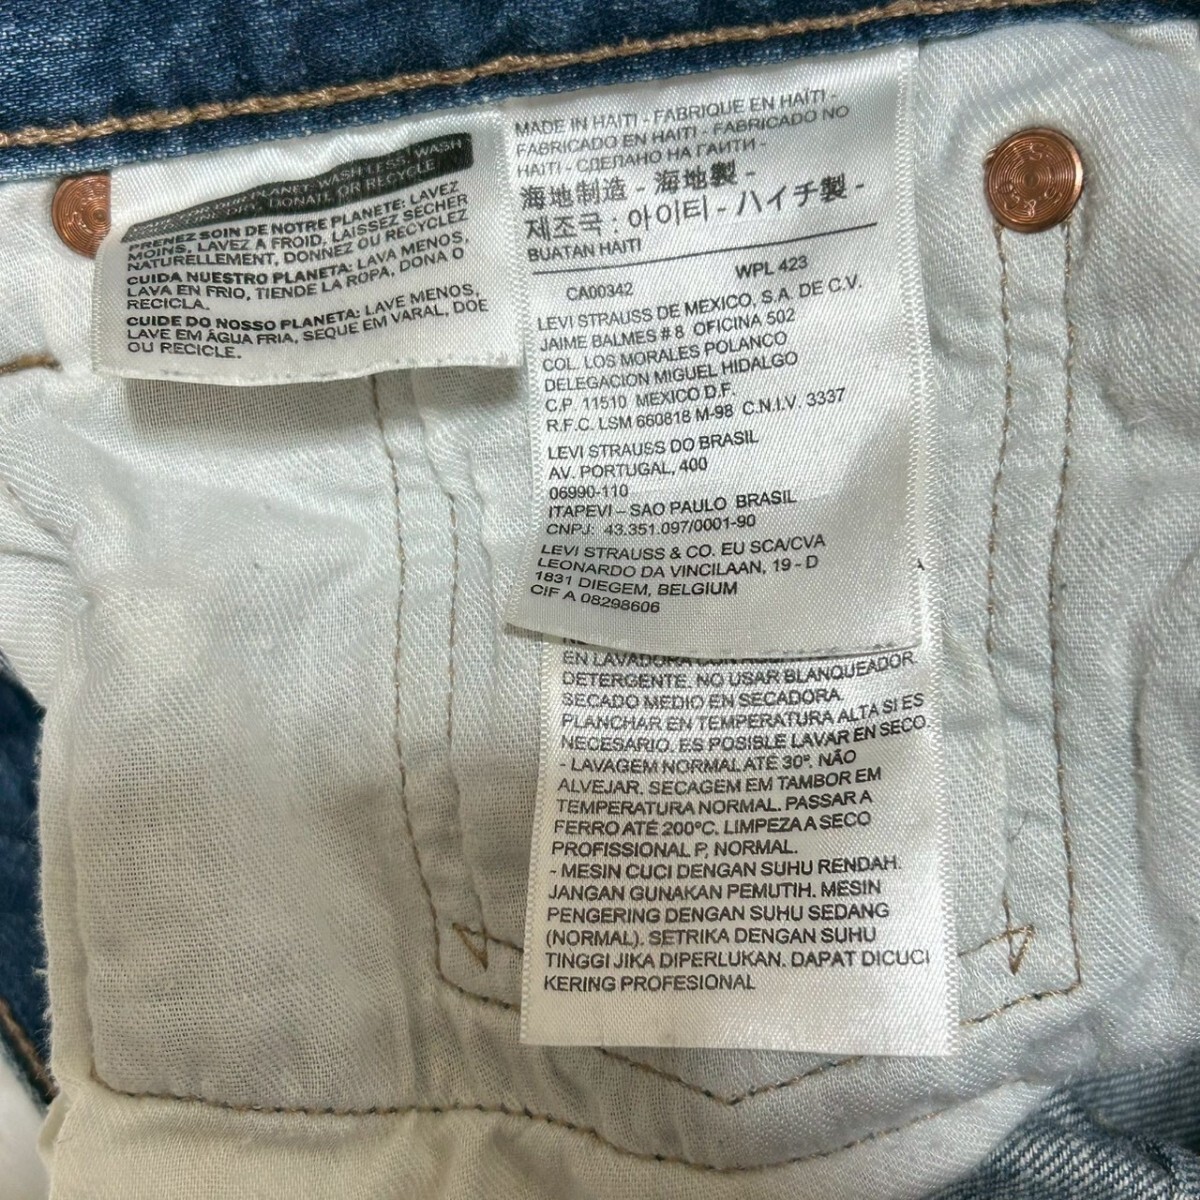 PLANET: WASH LESS, WASH
DONATE OR RECYCLE
PRENEZ SOIN DE NOTRE PLANETE: LAVEZ
MOINS, LAVEZ A FROID, LAISSEZ SÉCHER
NATURELLEMENT, DONNEZ OU RECYCLEZ
CUIDA NUESTRO PLANETA: LAVA MENOS,
LAVA EN FRIO, TIENDE LA ROPA, DONA O
RECICLA.
CUIDE DO NOSSO PLANETA: LAVE MENOS,
LAVE EM ÁGUA FRIA, SEQUE EM VARAL, DOE
OU RECICLE.
MADE IN HAITI - FABRIQUE EN HAÏTI -
FABRICADO EN HAITI - FABRICADO NO
HAITI - СДЕЛАНО НА ГАИТИ -
海地制造 - 海地製 -
제조국 : 아이티 - ハイチ製 -
BUATAN HAITI
WPL 423
CA00342
LEVI STRAUSS DE MEXICO, S.A. DE C.V.
JAIME BALMES # 8 OFICINA 502
COL. LOS MORALES POLANCO
DELEGACION MIGUEL HIDALGO
C.P 11510 MEXICO D.F.
R.F.C. LSM 660818 M-98 C.N.I.V. 3337
LEVI STRAUSS DO BRASIL
AV. PORTUGAL, 400
06990-110
ITAPEVI – SAO PAULO BRASIL
CNPJ: 43.351.097/0001-90
LEVI STRAUSS & CO. EU SCA/CVA
LEONARDO DA VINCILAAN, 19 - D
1831 DIEGEM, BELGIUM
CIF A 08298606
EN LAVADORA CON
DETERGENTE. NO USAR BLANQUEADOR.
SECADO MEDIO EN SECADORA.
PLANCHAR EN TEMPERATURA ALTA SI ES
NECESARIO. ES POSIBLE LAVAR EN SECO.
- LAVAGEM NORMAL ATÉ 30°. NÃO
ALVEJAR. SECAGEM EM TAMBOR EM
TEMPERATURA NORMAL. PASSAR A
FERRO ATÉ 200°C. LIMPEZA A SECO
PROFISSIONAL P, NORMAL.
- MESIN CUCI DENGAN SUHU RENDAH.
JANGAN GUNAKAN PEMUTIH. MESIN
PENGERING DENGAN SUHU SEDANG
(NORMAL). SETRIKA DENGAN SUHU
TINGGI JIKA DIPERLUKAN. DAPAT DICUCI
KERING PROFESIONAL